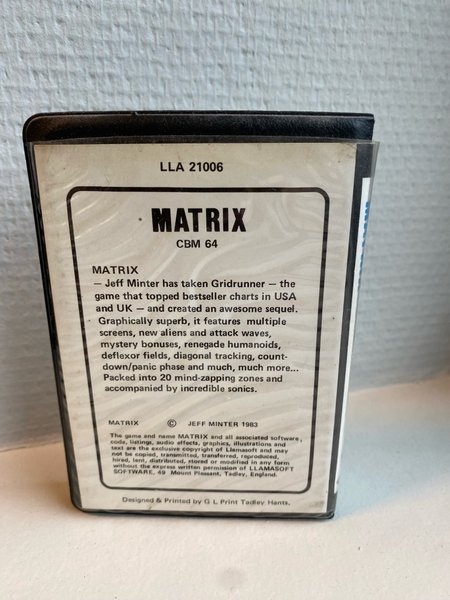 LLA 21006
MATRIX
CBM 64
MATRIX
— Jeff Minter has taken Gridrunner — the
game that topped bestseller charts in USA
and UK — and created an awesome sequel.
Graphically superb, it features multiple
screens, new aliens and attack waves,
mystery bonuses, renegade humanoids,
deflexor fields, diagonal tracking, count-
down/panic phase and much, much more...
Packed into 20 mind-zapping zones and
accompanied by incredible sonics.
MATRIX © JEFF MINTER 1983
The game and name MATRIX and all associated software,
code, listings, audio effects, graphics, illustrations and
text are the exclusive copyright of Llamasoft and may
not be copied, transmitted, transferred, reproduced,
hired, lent, distributed, stored or modified in any form
without the express written permission of LLAMASOFT
SOFTWARE, 49 Mount Pleasant, Tadley, England.
Designed & Printed by G L Print Tadley Hants.